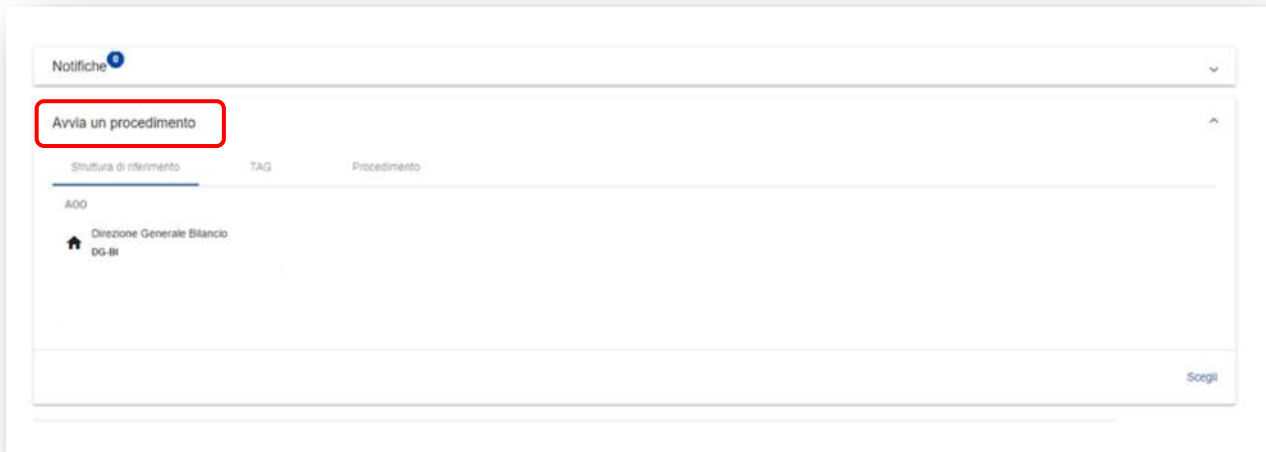 Notifiche 0
Avvia un procedimento
Struttura di riferimento TAG Procedimento
AOO
Direzione Generale Bilancio
DG-BI
Scegli